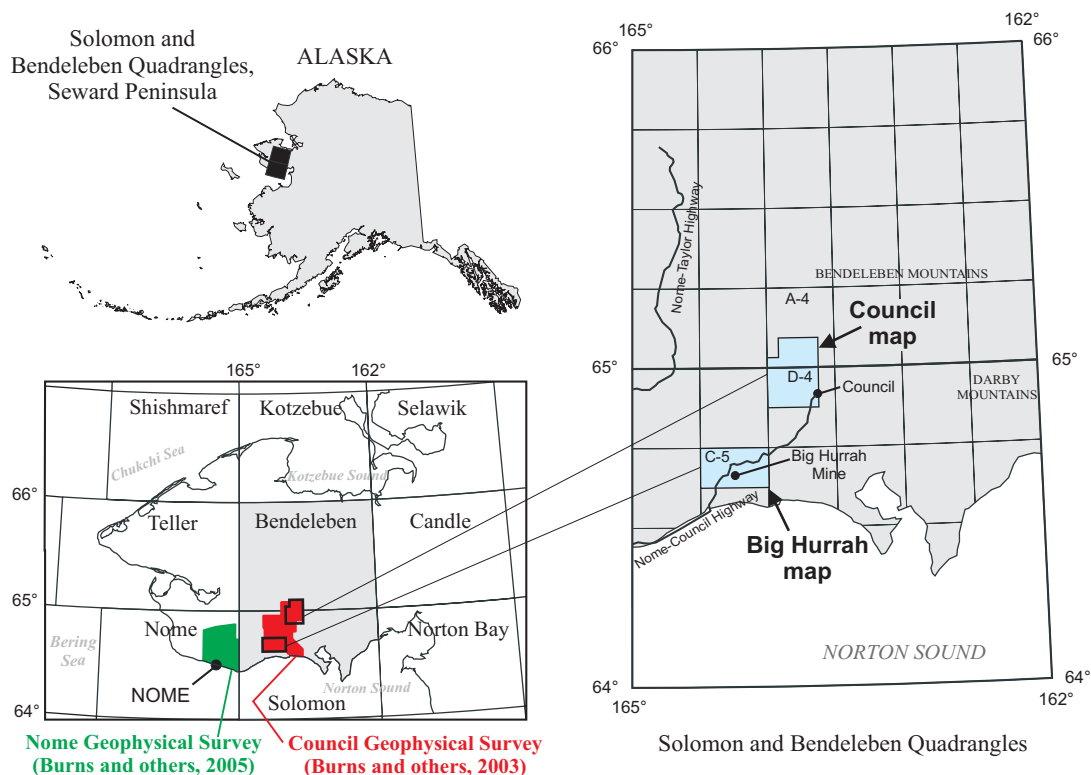 Solomon and
Bendeleben Quadrangles,
Seward Peninsula
ALASKA
165°
162°
Shishmaref
Kotzebue
Selawik
Chukchi Sea
Kotzebue Sound
66°
Teller
Bendeleben
Candle
65°
Nome
Norton Bay
Bering
Sea
NOME
Norton Sound
Solomon
64°
Nome Geophysical Survey
(Burns and others, 2005)
Council Geophysical Survey
(Burns and others, 2003)
165°
162°
66°
66°
Nome-Taylor Highway
BENDELEBEN MOUNTAINS
A-4
Council
map
65°
65°
D-4
Council
DARBY
MOUNTAINS
C-5
Big Hurrah
Mine
Nome-Council Highway
Big Hurrah
map
NORTON SOUND
64°
64°
165°
162°
Solomon and Bendeleben Quadrangles